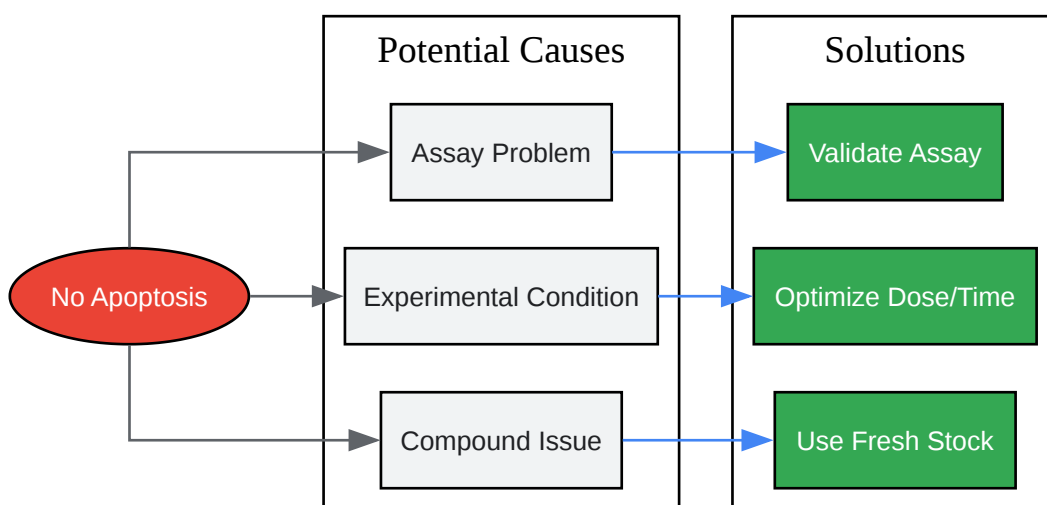 Potential Causes
Solutions
Assay Problem
Validate Assay
No Apoptosis
Experimental Condition
Optimize Dose/Time
Compound Issue
Use Fresh Stock